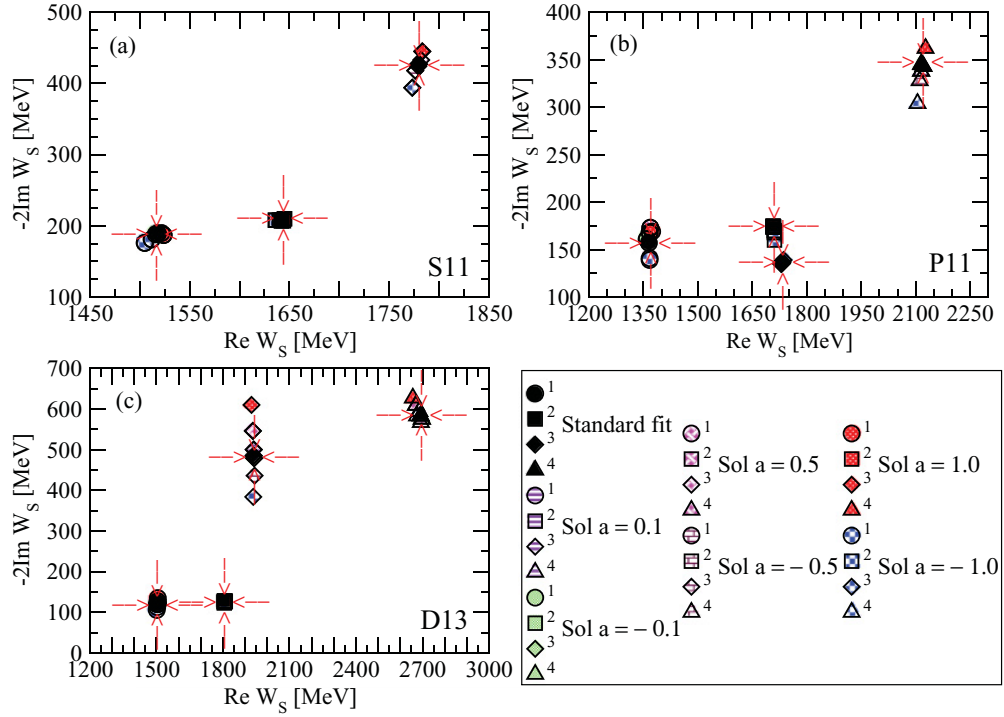 (a)
500
400
300
200
100
-2Im W_S [MeV]
1450 1550 1650 1750 1850
Re W_S [MeV]
S11
(b)
400
350
300
250
200
150
100
-2Im W_S [MeV]
1200 1350 1500 1650 1800 1950 2100 2250
Re W_S [MeV]
P11
(c)
700
600
500
400
300
200
100
0
-2Im W_S [MeV]
1200 1500 1800 2100 2400 2700 3000
Re W_S [MeV]
D13
1
2
Standard fit
3
4
1
2
Sol a = 0.1
3
4
1
2
Sol a = − 0.1
3
4
1
2
Sol a = 0.5
3
4
1
2
Sol a = − 0.5
3
4
1
2
Sol a = 1.0
3
4
1
2
Sol a = − 1.0
3
4